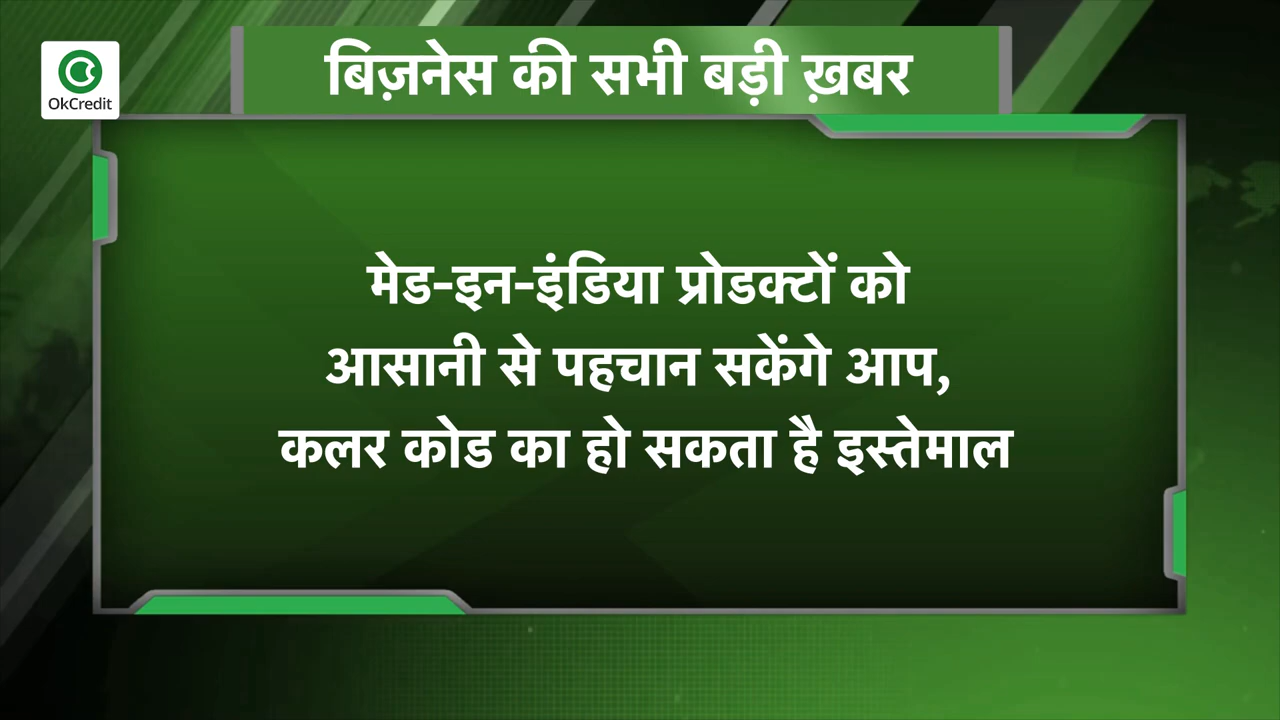 OkCredit
बिज़नेस की सभी बड़ी ख़बर
मेड-इन-इंडिया प्रोडक्टों को
आसानी से पहचान सकेंगे आप,
कलर कोड का हो सकता है इस्तेमाल